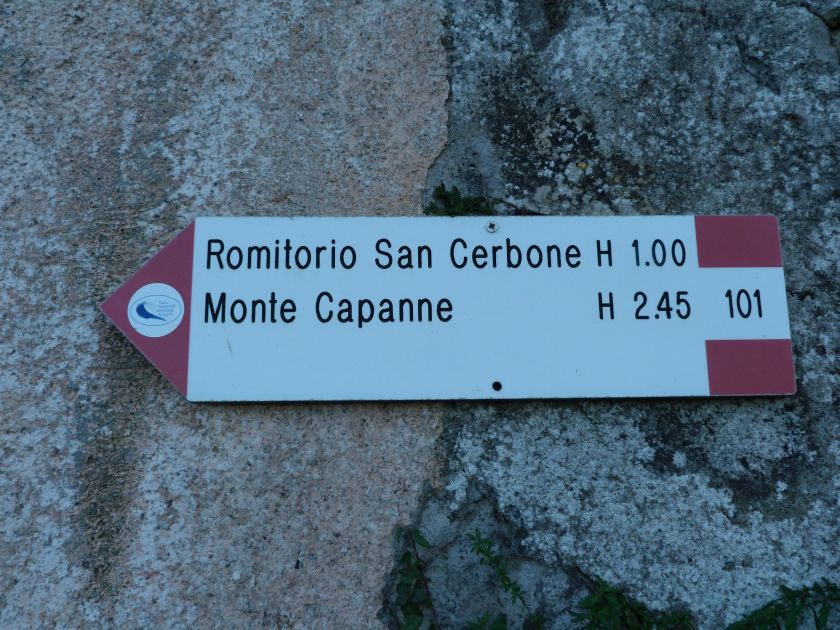 Romitorio San Cerbone H 1.00
Monte Capanne H 2.45 101